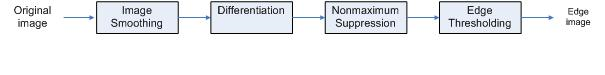 Original
image
Image
Smoothing
Differentiation
Nonmaximum
Suppression
Edge
Thresholding
Edge
image